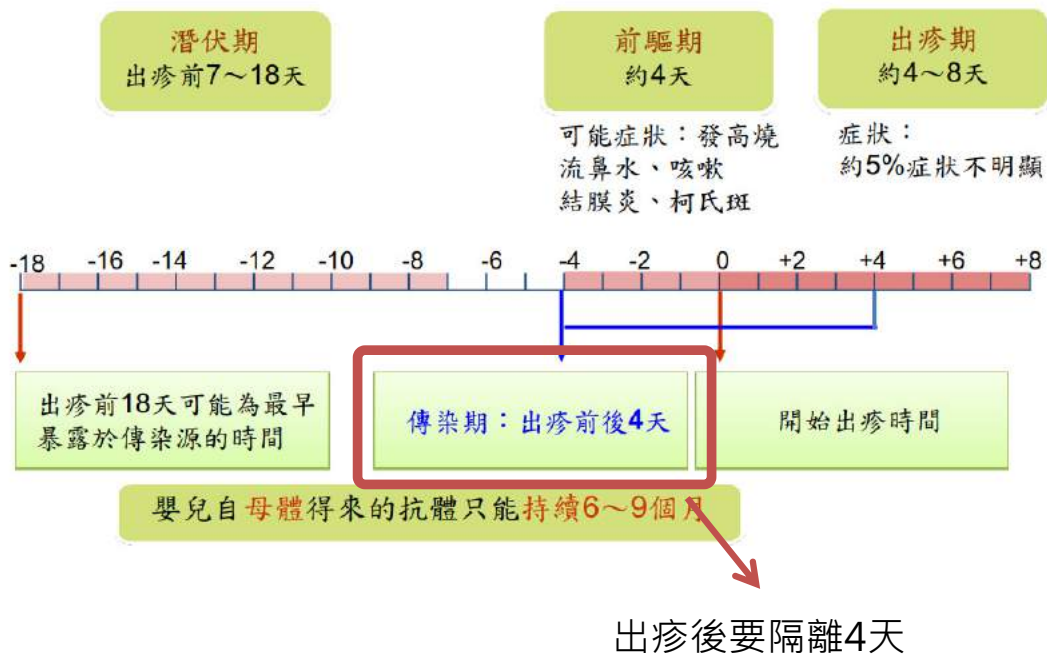 潛伏期
出疹前7～18天
前驅期
約4天
出疹期
約4～8天
可能症狀：發高燒
流鼻水、咳嗽
結膜炎、柯氏斑
症狀：
約5%症狀不明顯
-18 -16 -14 -12 -10 -8 -6 -4 -2 0 +2 +4 +6 +8
出疹前18天可能為最早
暴露於傳染源的時間
傳染期：出疹前後4天
開始出疹時間
嬰兒自母體得來的抗體只能持續6～9個月
出疹後要隔離4天